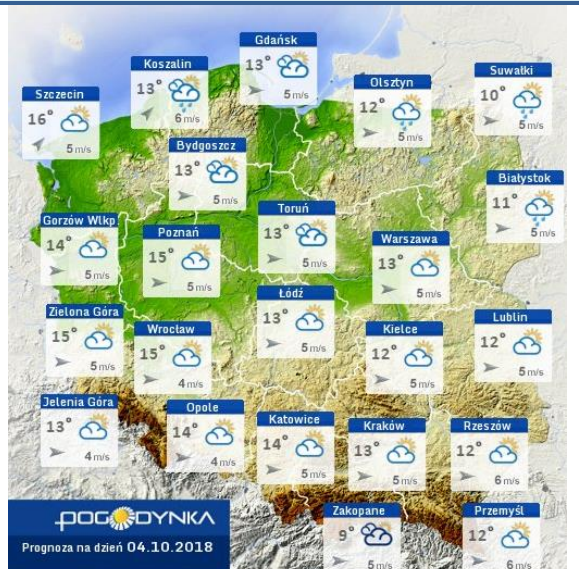 Gdańsk
13°
5 m/s
Koszalin
13°
6 m/s
Suwałki
10°
5 m/s
Olsztyn
12°
5 m/s
Szczecin
16°
5 m/s
Bydgoszcz
13°
5 m/s
Białystok
11°
5 m/s
Toruń
13°
5 m/s
Gorzów Wlkp
14°
5 m/s
Poznań
15°
5 m/s
Warszawa
13°
5 m/s
Łódź
13°
5 m/s
Zielona Góra
15°
5 m/s
Wrocław
15°
4 m/s
Kielce
12°
5 m/s
Lublin
12°
5 m/s
Jelenia Góra
13°
4 m/s
Opole
14°
4 m/s
Katowice
14°
5 m/s
Kraków
13°
5 m/s
Rzeszów
12°
6 m/s
Zakopane
9°
5 m/s
Przemyśl
12°
6 m/s
POGODYNKA
Prognoza na dzień 04.10.2018